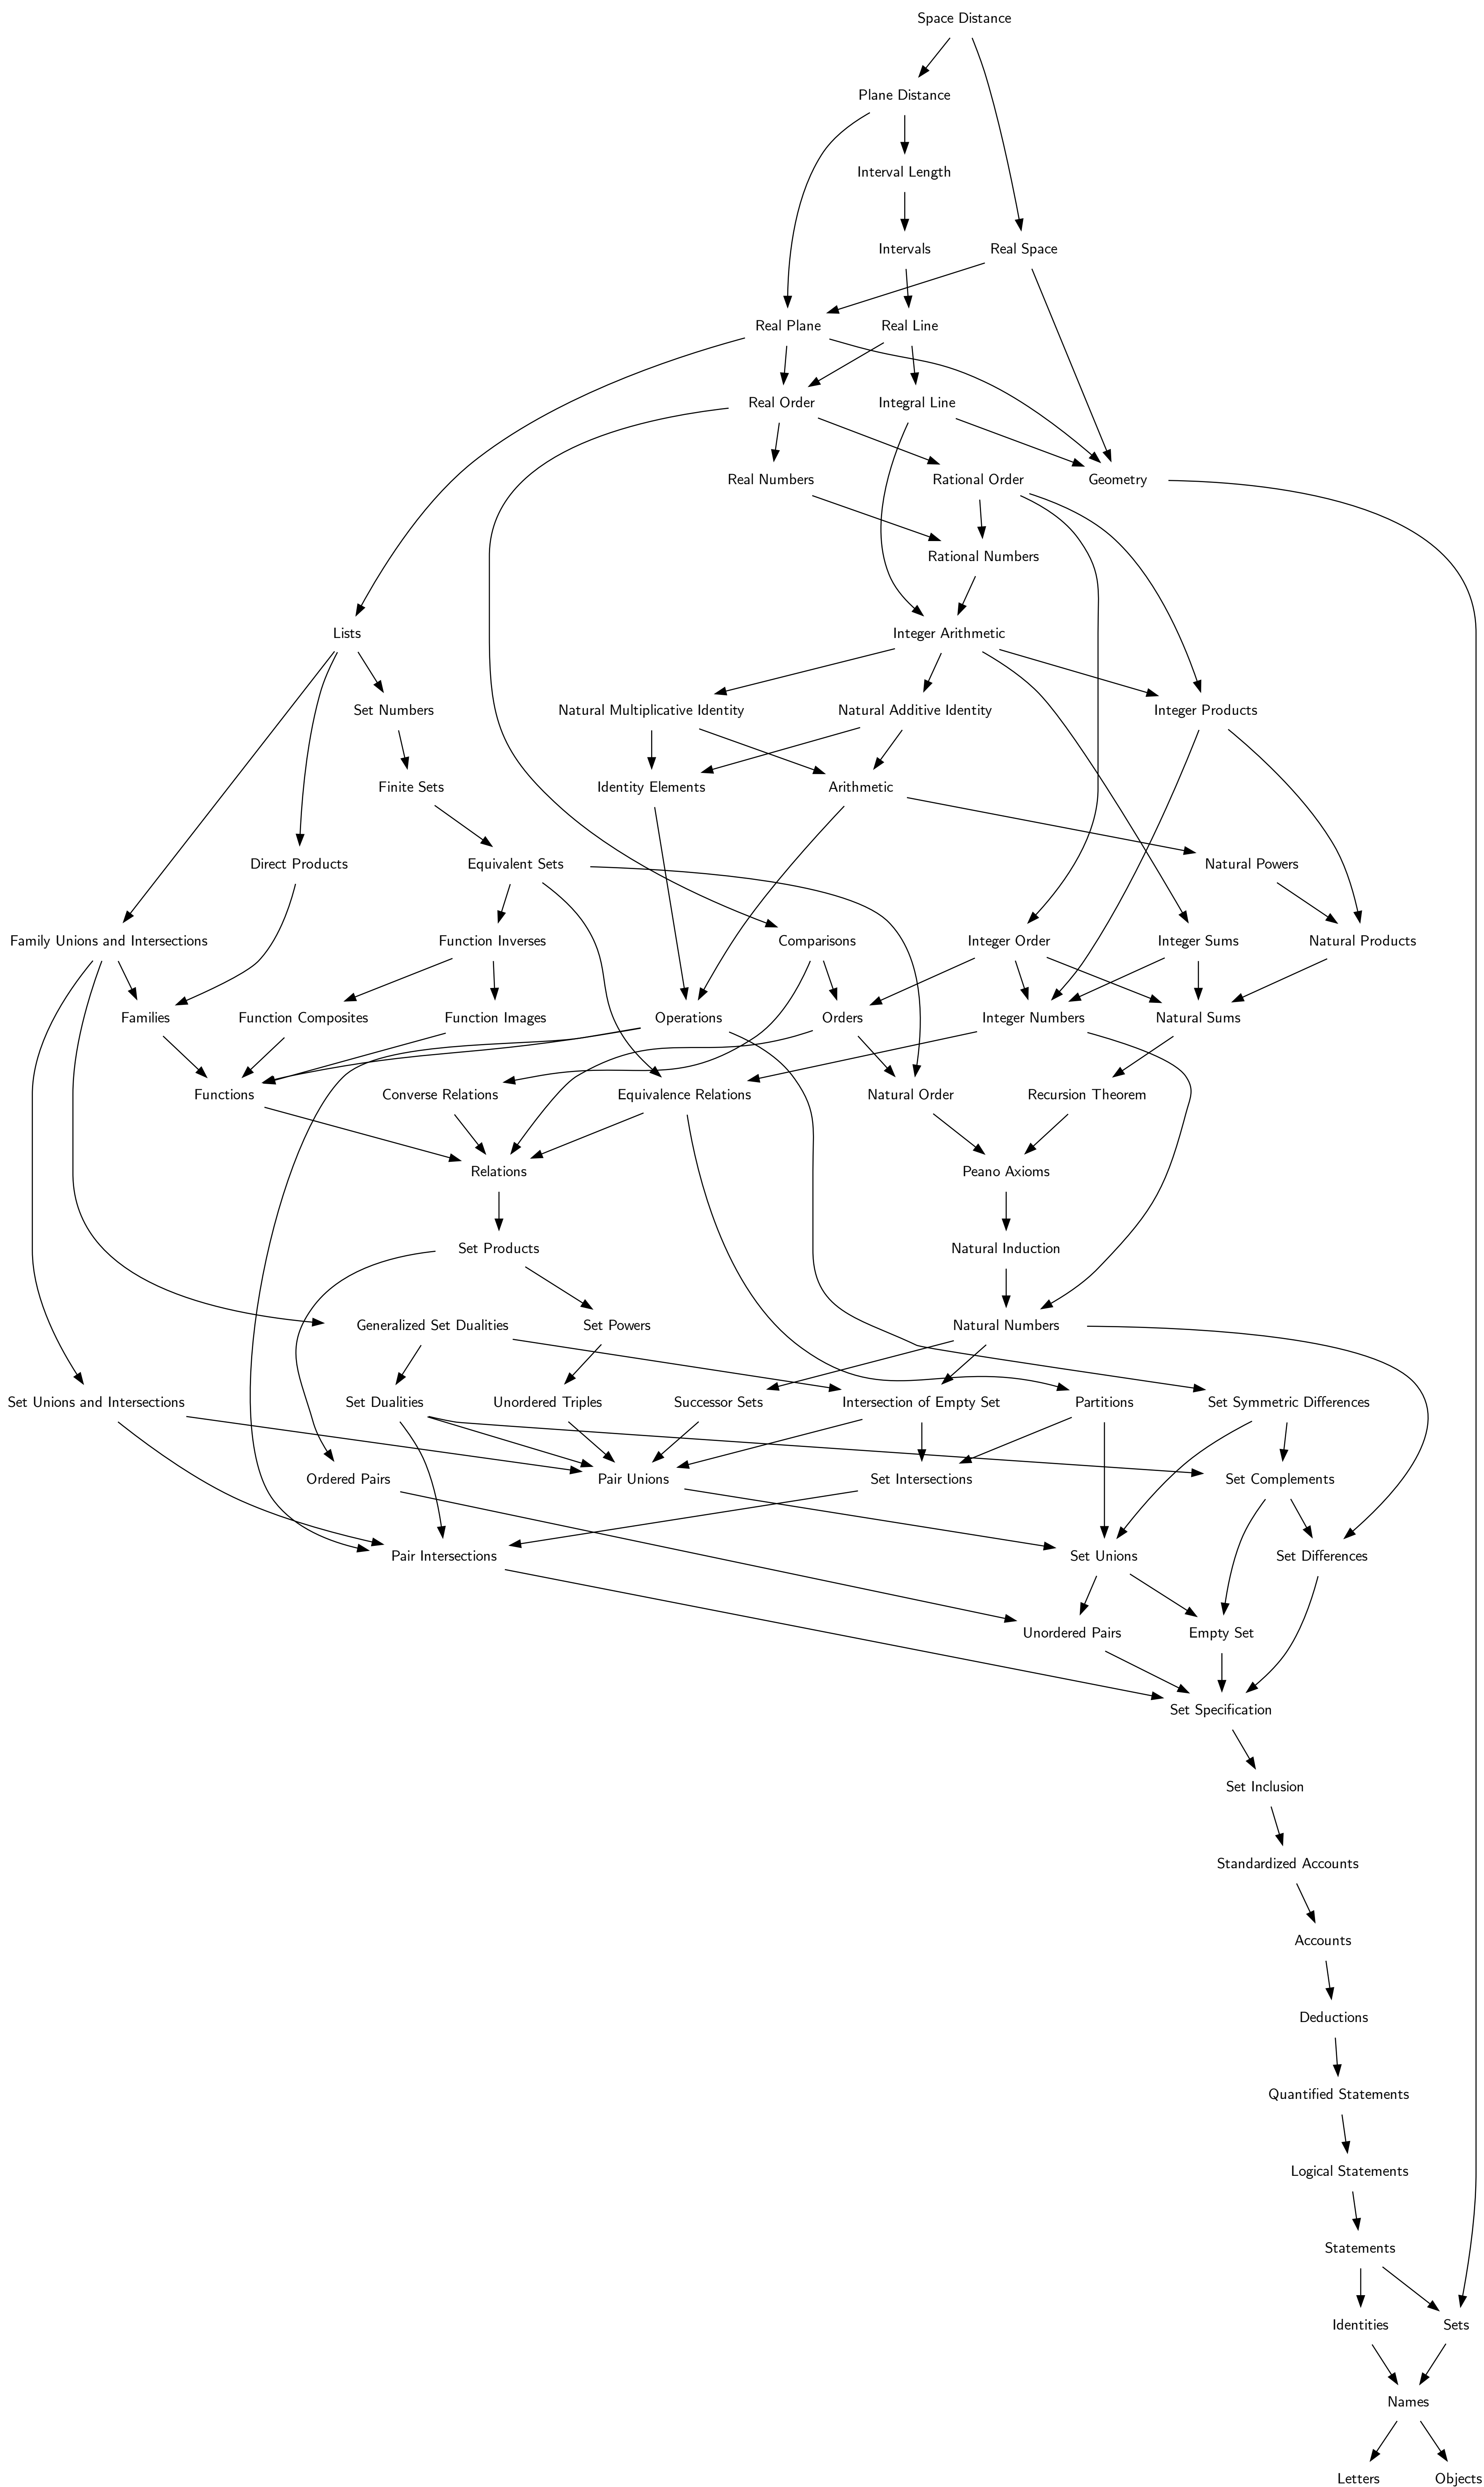 Space Distance
Plane Distance
Interval Length
Intervals
Real Space
Real Plane
Real Line
Real Order
Integral Line
Real Numbers
Rational Order
Geometry
Rational Numbers
Lists
Integer Arithmetic
Set Numbers
Natural Multiplicative Identity
Natural Additive Identity
Integer Products
Finite Sets
Identity Elements
Arithmetic
Direct Products
Equivalent Sets
Natural Powers
Family Unions and Intersections
Function Inverses
Comparisons
Integer Order
Integer Sums
Natural Products
Families
Function Composites
Function Images
Operations
Orders
Integer Numbers
Natural Sums
Functions
Converse Relations
Equivalence Relations
Natural Order
Recursion Theorem
Relations
Peano Axioms
Set Products
Natural Induction
Generalized Set Dualities
Set Powers
Natural Numbers
Set Unions and Intersections
Set Dualities
Unordered Triples
Successor Sets
Intersection of Empty Set
Partitions
Set Symmetric Differences
Ordered Pairs
Pair Unions
Set Intersections
Set Complements
Pair Intersections
Set Unions
Set Differences
Unordered Pairs
Empty Set
Set Specification
Set Inclusion
Standardized Accounts
Accounts
Deductions
Quantified Statements
Logical Statements
Statements
Identities
Sets
Names
Letters
Objects